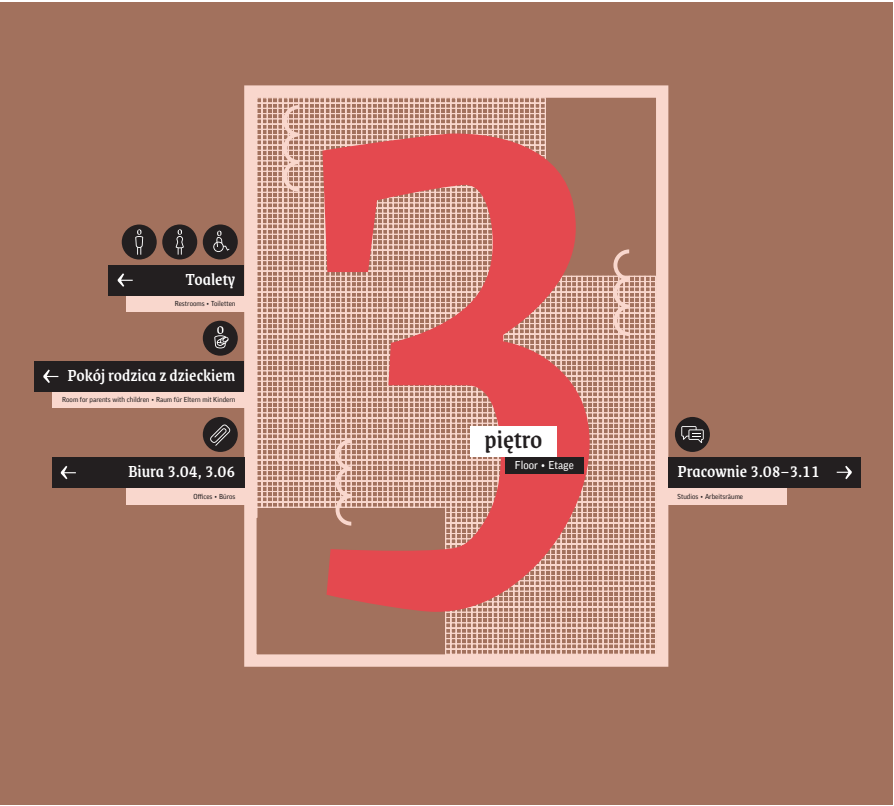 3
piętro
Floor • Etage
← Toalety
Restrooms • Toiletten
← Pokój rodzica z dzieckiem
Room for parents with children • Raum für Eltern mit Kindern
← Biura 3.04, 3.06
Offices • Büros
Pracownie 3.08–3.11 →
Studios • Arbeitsräume